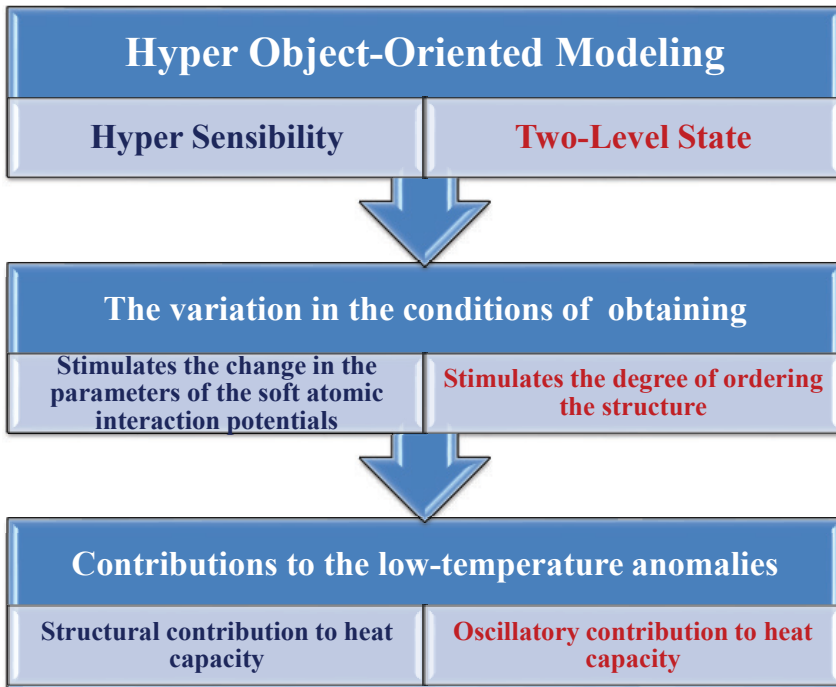 Hyper Object-Oriented Modeling
Hyper Sensibility
Two-Level State
The variation in the conditions of obtaining
Stimulates the change in the
parameters of the soft atomic
interaction potentials
Stimulates the degree of ordering
the structure
Contributions to the low-temperature anomalies
Structural contribution to heat
capacity
Oscillatory contribution to heat
capacity